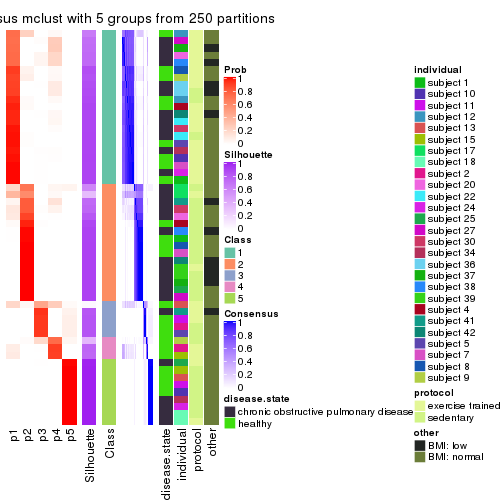 sus mclust with 5 groups from 250 partitions
Prob
1
0.8
0.6
0.4
0.2
0
Silhouette
1
0.8
0.6
0.4
0.2
0
Class
1
2
3
4
5
Consensus
1
0.8
0.6
0.4
0.2
0
disease.state
chronic obstructive pulmonary disease
healthy
individual
subject 1
subject 10
subject 11
subject 12
subject 13
subject 15
subject 17
subject 18
subject 2
subject 20
subject 22
subject 24
subject 25
subject 27
subject 30
subject 34
subject 36
subject 37
subject 38
subject 39
subject 4
subject 41
subject 42
subject 5
subject 7
subject 8
subject 9
protocol
exercise trained
sedentary
other
BMI: low
BMI: normal
p1
p2
p3
p4
p5
Silhouette
Class
disease.state
individual
protocol
other